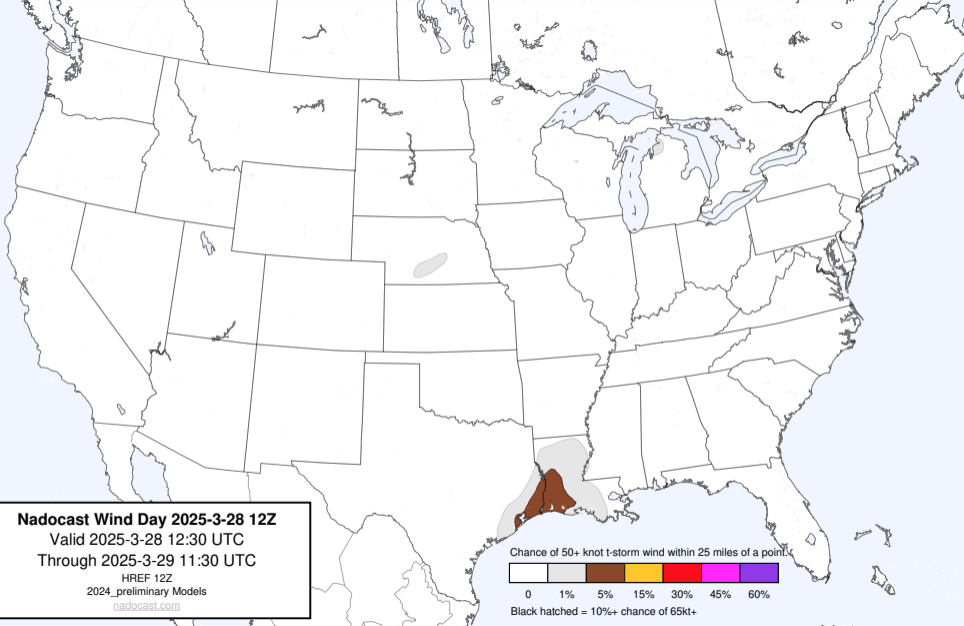 Nadocast Wind Day 2025-3-28 12Z
Valid 2025-3-28 12:30 UTC
Through 2025-3-29 11:30 UTC
HREF 12Z
2024_preliminary Models
nadocast.com
Chance of 50+ knot t-storm wind within 25 miles of a point.
0 1% 5% 15% 30% 45% 60%
Black hatched = 10%+ chance of 65kt+